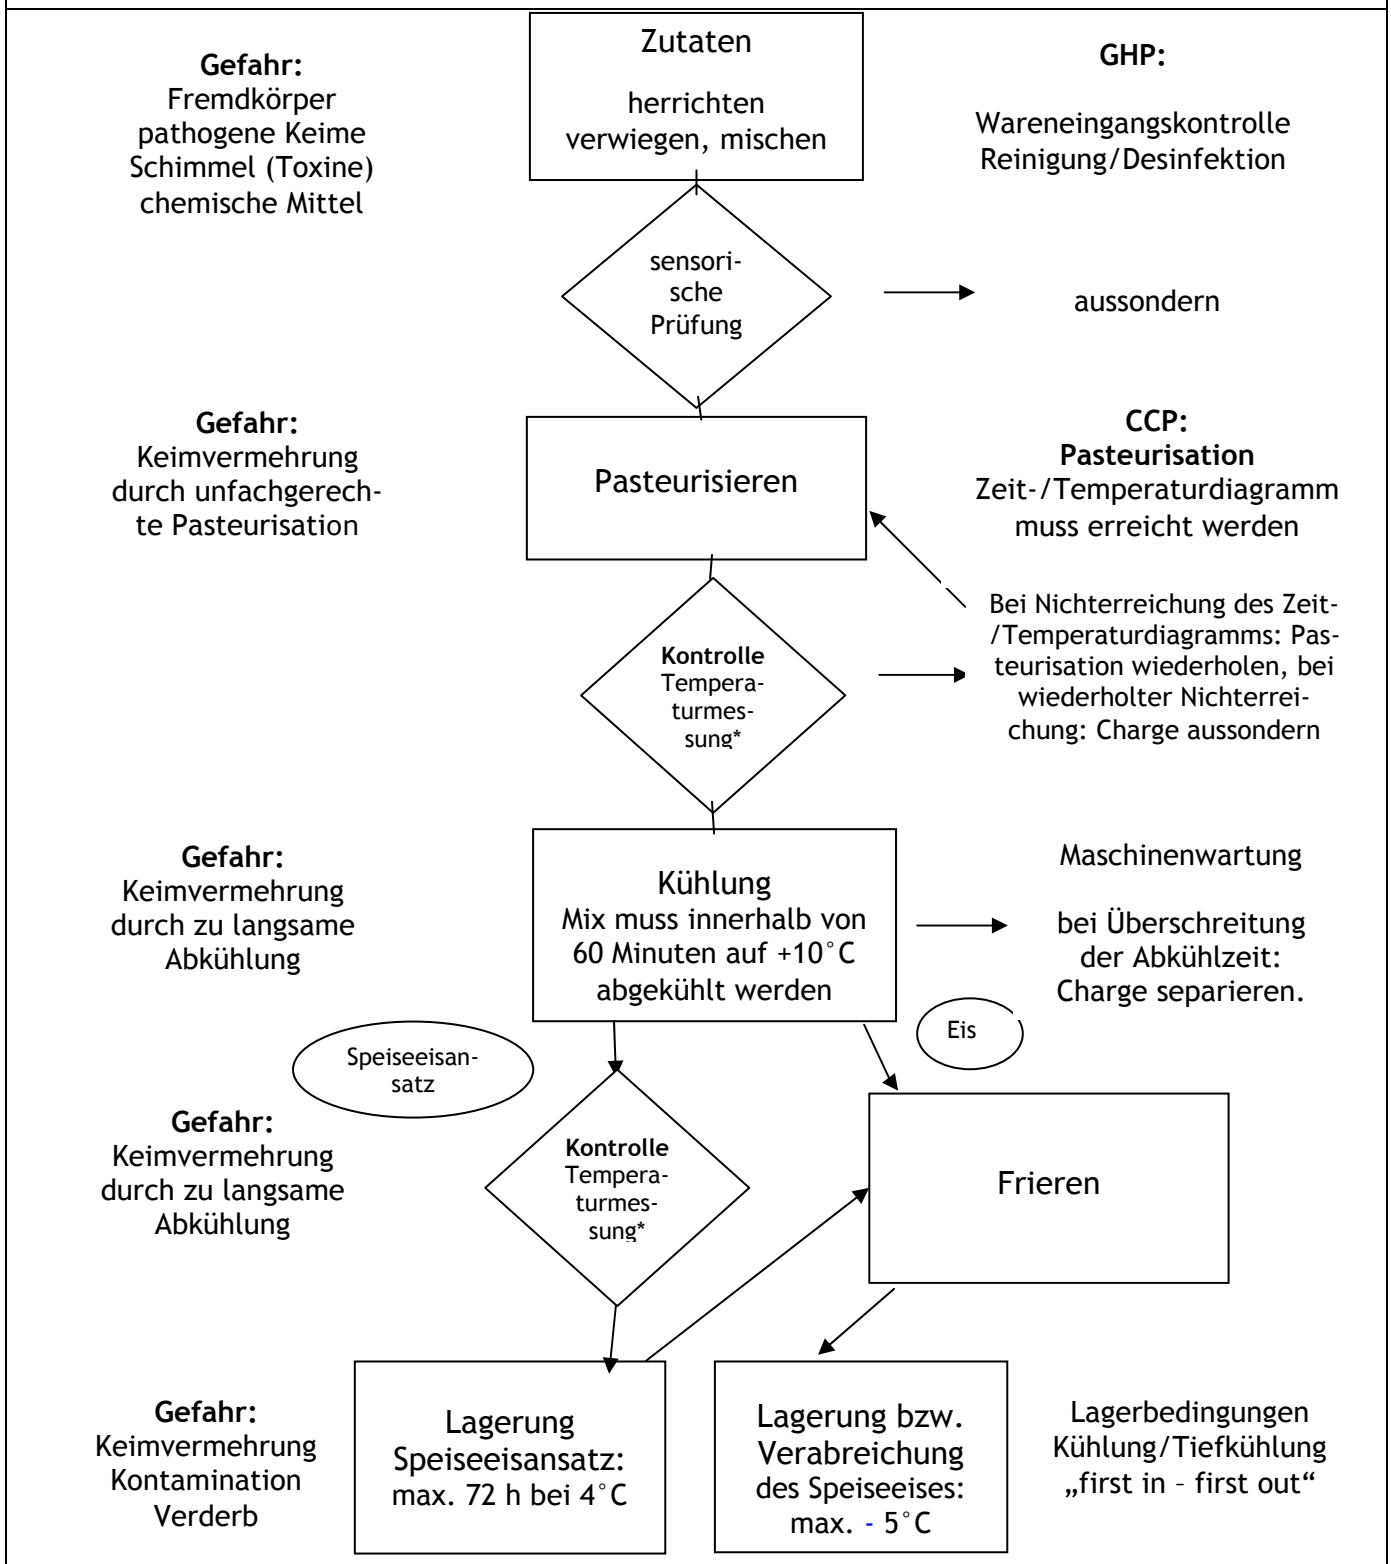 Gefahr:
Fremdkörper
pathogene Keime
Schimmel (Toxine)
chemische Mittel
Zutaten
herrichten
verwiegen, mischen
GHP:
Wareneingangskontrolle
Reinigung/Desinfektion
sensori-
sche
Prüfung
aussondern
Gefahr:
Keimvermehrung
durch unfachgerech-
te Pasteurisation
Pasteurisieren
CCP:
Pasteurisation
Zeit-/Temperaturdiagramm
muss erreicht werden
Kontrolle
Tempera-
turmes-
sung*
Bei Nichterreichung des Zeit-
/Temperaturdiagramms: Pas-
teurisation wiederholen, bei
wiederholter Nichterrei-
chung: Charge aussondern
Gefahr:
Keimvermehrung
durch zu langsame
Abkühlung
Kühlung
Mix muss innerhalb von
60 Minuten auf +10°C
abgekühlt werden
Maschinenwartung
bei Überschreitung
der Abkühlzeit:
Charge separieren.
Speiseeisan-
satz
Eis
Gefahr:
Keimvermehrung
durch zu langsame
Abkühlung
Kontrolle
Tempera-
turmes-
sung*
Frieren
Gefahr:
Keimvermehrung
Kontamination
Verderb
Lagerung
Speiseeisansatz:
max. 72 h bei 4°C
Lagerung bzw.
Verabreichung
des Speiseeises:
max. - 5°C
Lagerbedingungen
Kühlung/Tiefkühlung
„first in – first out“